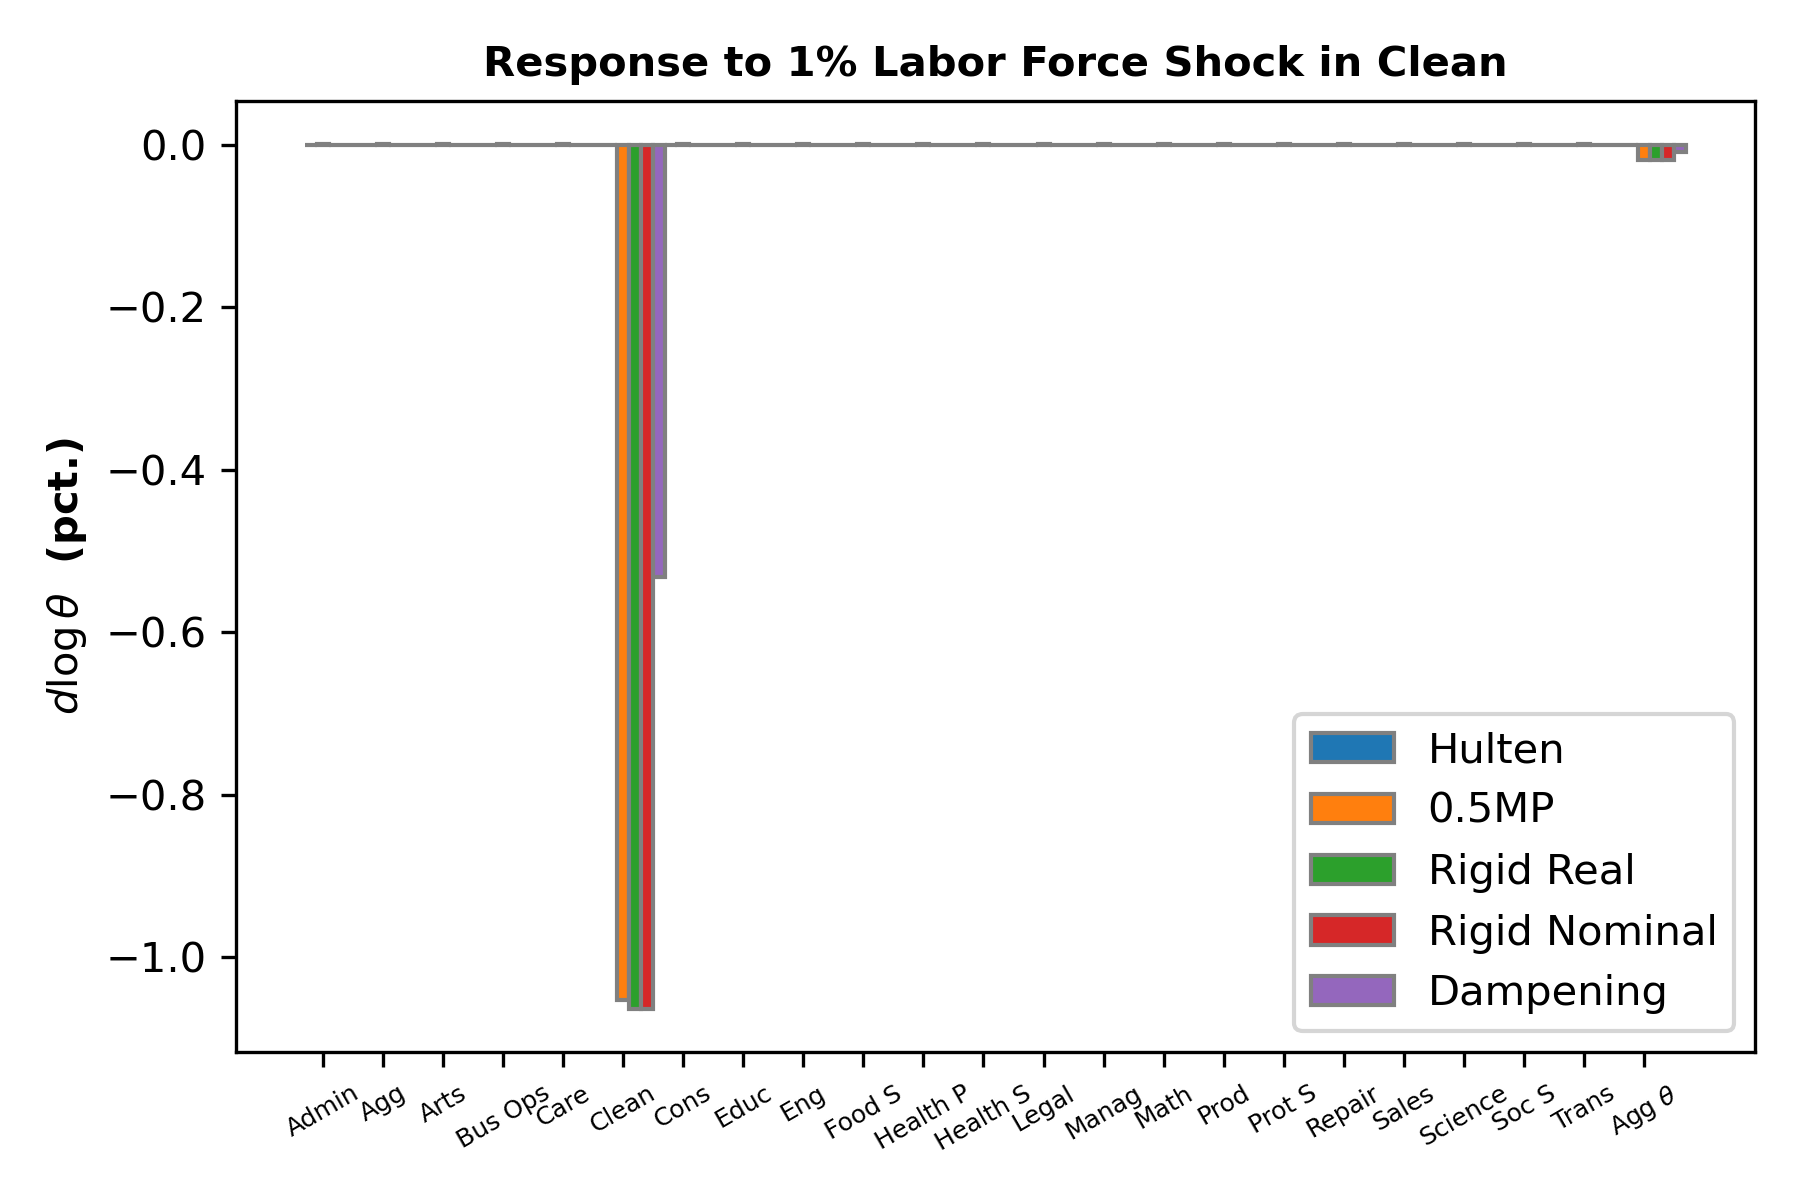 Response to 1% Labor Force Shock in Clean
d log θ (pct.)
0.0
−0.2
−0.4
−0.6
−0.8
−1.0
Hulten
0.5MP
Rigid Real
Rigid Nominal
Dampening
Admin
Agg
Arts
Bus Ops
Care
Clean
Cons
Educ
Eng
Food S
Health P
Health S
Legal
Manag
Math
Prod
Prot S
Repair
Sales
Science
Soc S
Trans
Agg θ